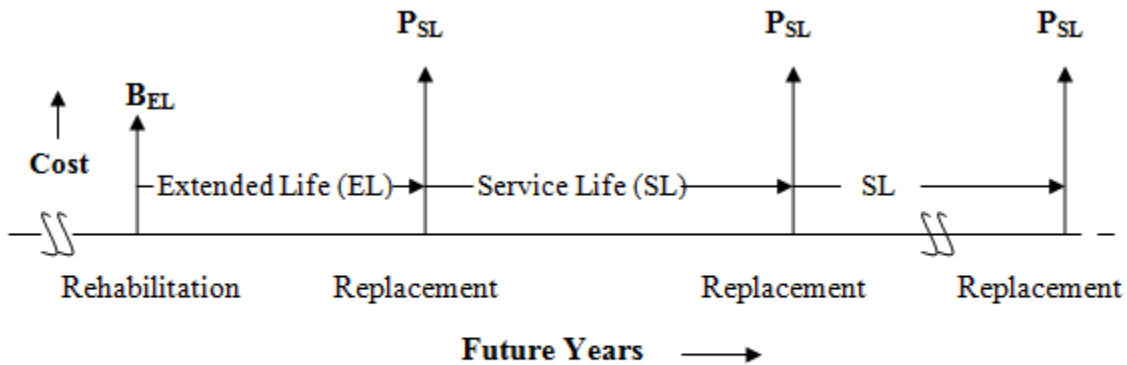 P_SL P_SL P_SL
B_EL
Cost
Extended Life (EL) Service Life (SL) SL
Rehabilitation Replacement Replacement Replacement
Future Years